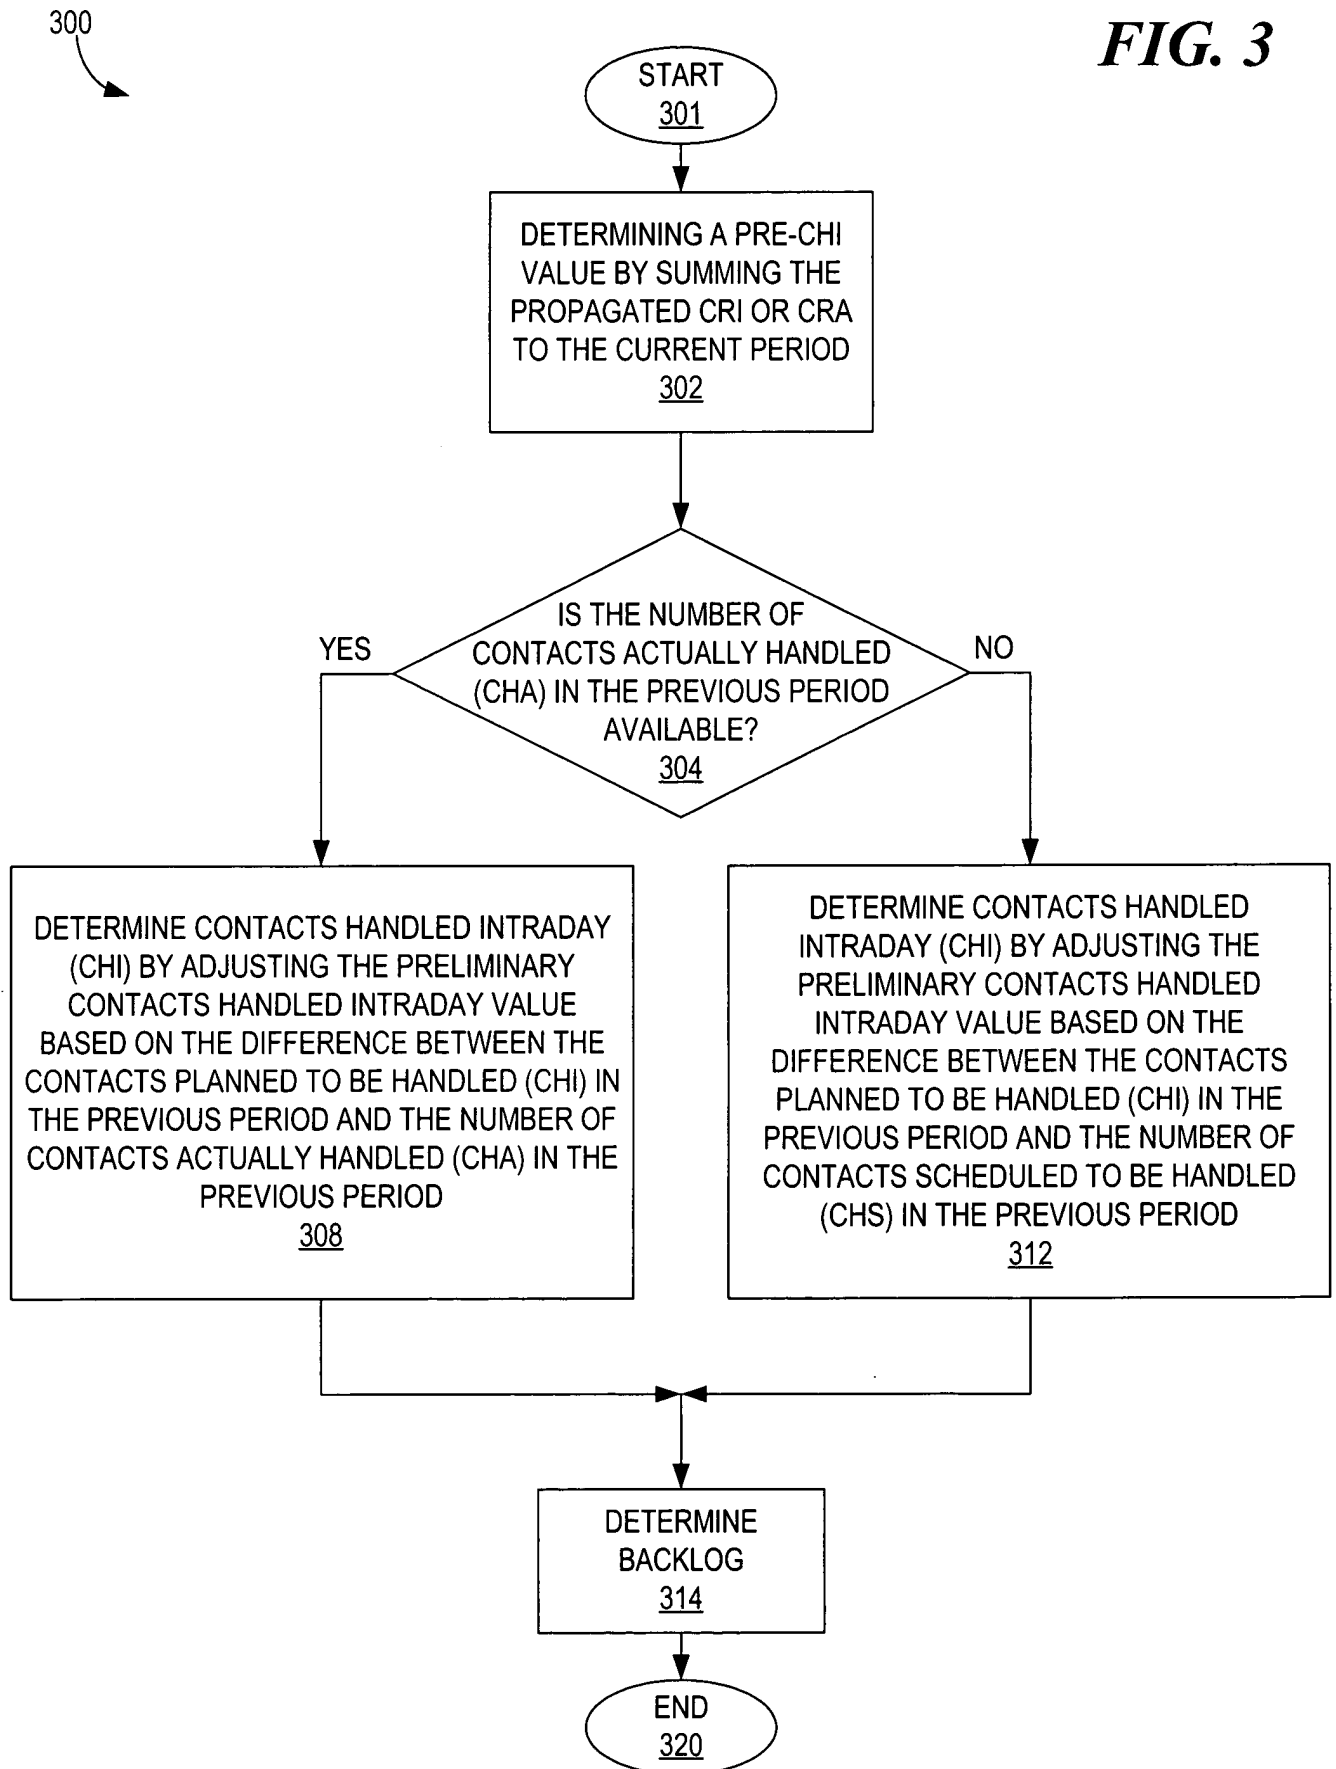 300
FIG. 3
START
301
DETERMINING A PRE-CHI
VALUE BY SUMMING THE
PROPAGATED CRI OR CRA
TO THE CURRENT PERIOD
302
IS THE NUMBER OF
CONTACTS ACTUALLY HANDLED
(CHA) IN THE PREVIOUS PERIOD
AVAILABLE?
304
YES
NO
DETERMINE CONTACTS HANDLED INTRADAY
(CHI) BY ADJUSTING THE PRELIMINARY
CONTACTS HANDLED INTRADAY VALUE
BASED ON THE DIFFERENCE BETWEEN THE
CONTACTS PLANNED TO BE HANDLED (CHI) IN
THE PREVIOUS PERIOD AND THE NUMBER OF
CONTACTS ACTUALLY HANDLED (CHA) IN THE
PREVIOUS PERIOD
308
DETERMINE CONTACTS HANDLED
INTRADAY (CHI) BY ADJUSTING THE
PRELIMINARY CONTACTS HANDLED
INTRADAY VALUE BASED ON THE
DIFFERENCE BETWEEN THE CONTACTS
PLANNED TO BE HANDLED (CHI) IN THE
PREVIOUS PERIOD AND THE NUMBER OF
CONTACTS SCHEDULED TO BE HANDLED
(CHS) IN THE PREVIOUS PERIOD
312
DETERMINE
BACKLOG
314
END
320